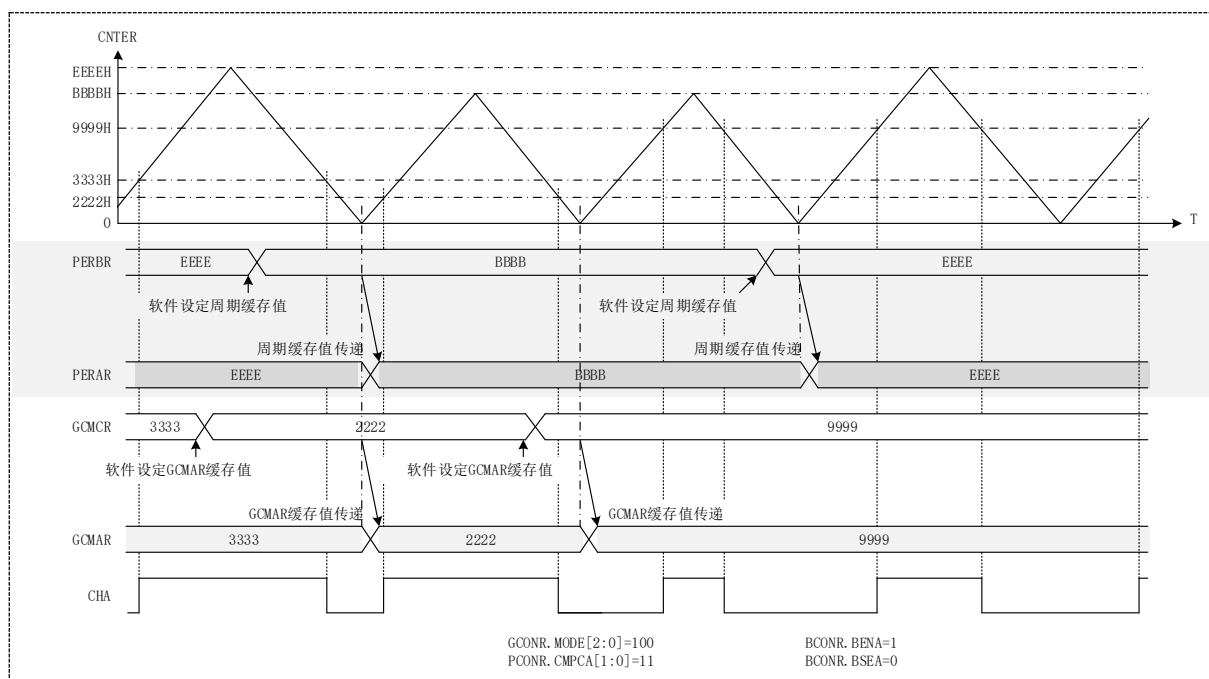 CNTER
EEEEH
BBBBH
9999H
3333H
2222H
0
T
PERBR EEEE BBBB EEEE
软件设定周期缓存值 软件设定周期缓存值
周期缓存值传递 周期缓存值传递
PERAR EEEE BBBB EEEE
GCMCR 3333 2222 9999
软件设定GCMAR缓存值 软件设定GCMAR缓存值
GCMAR缓存值传递 GCMAR缓存值传递
GCMAR 3333 2222 9999
CHA
GCONR.MODE[2:0]=100 BCONR.BENA=1
PCONR.CMPCA[1:0]=11 BCONR.BSEA=0